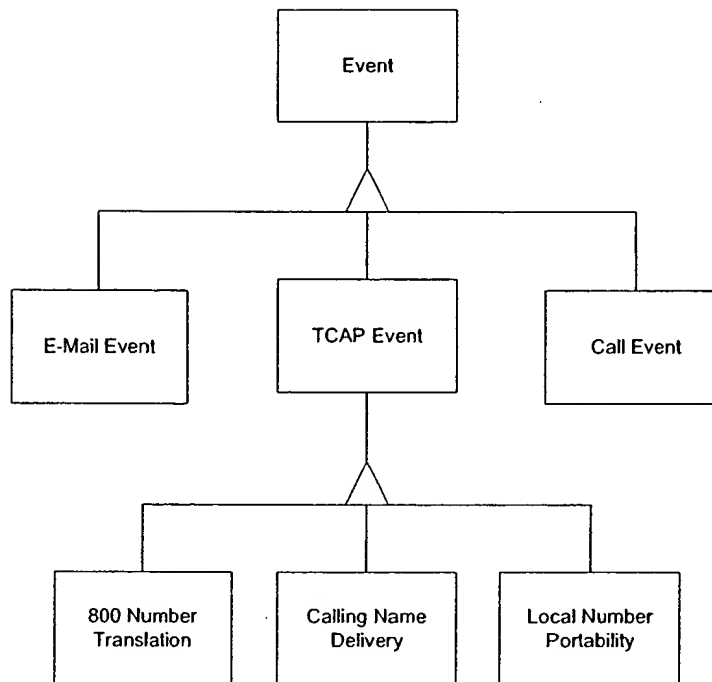 Event
E-Mail Event
TCAP Event
Call Event
800 Number
Translation
Calling Name
Delivery
Local Number
Portability